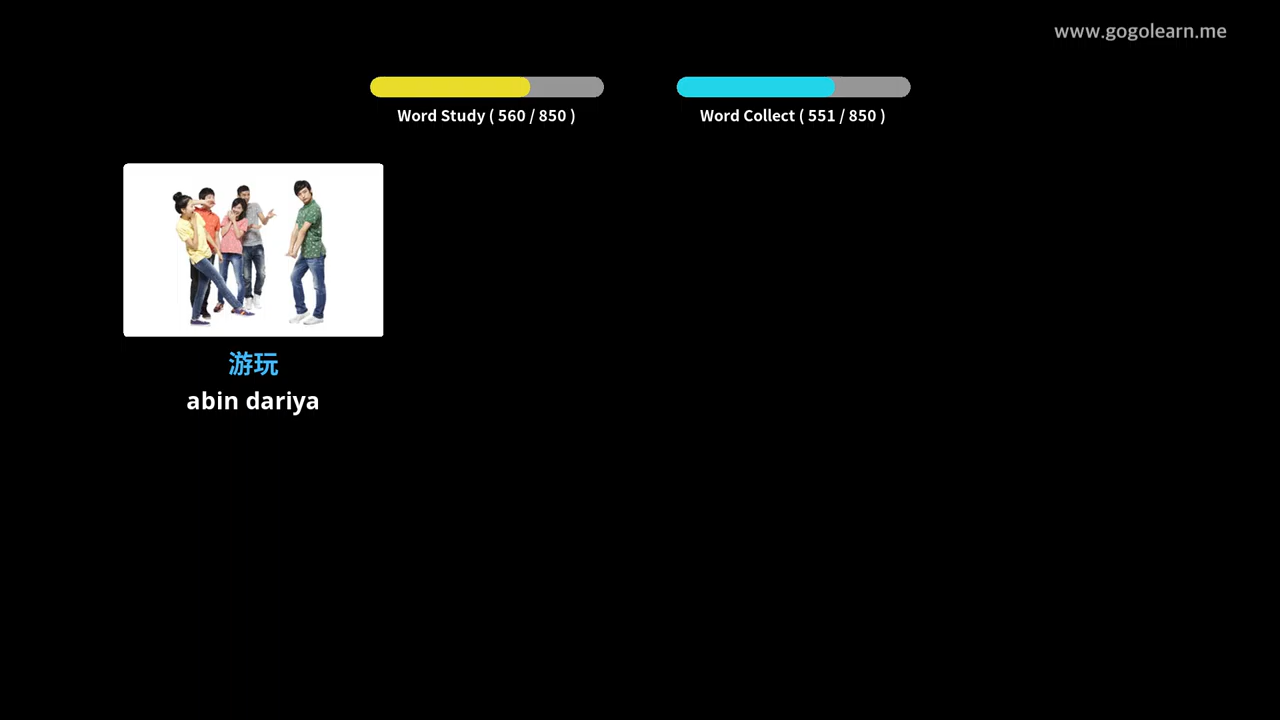 www.gogolearn.me
Word Study ( 560 / 850 )
Word Collect ( 551 / 850 )
游玩
abin dariya